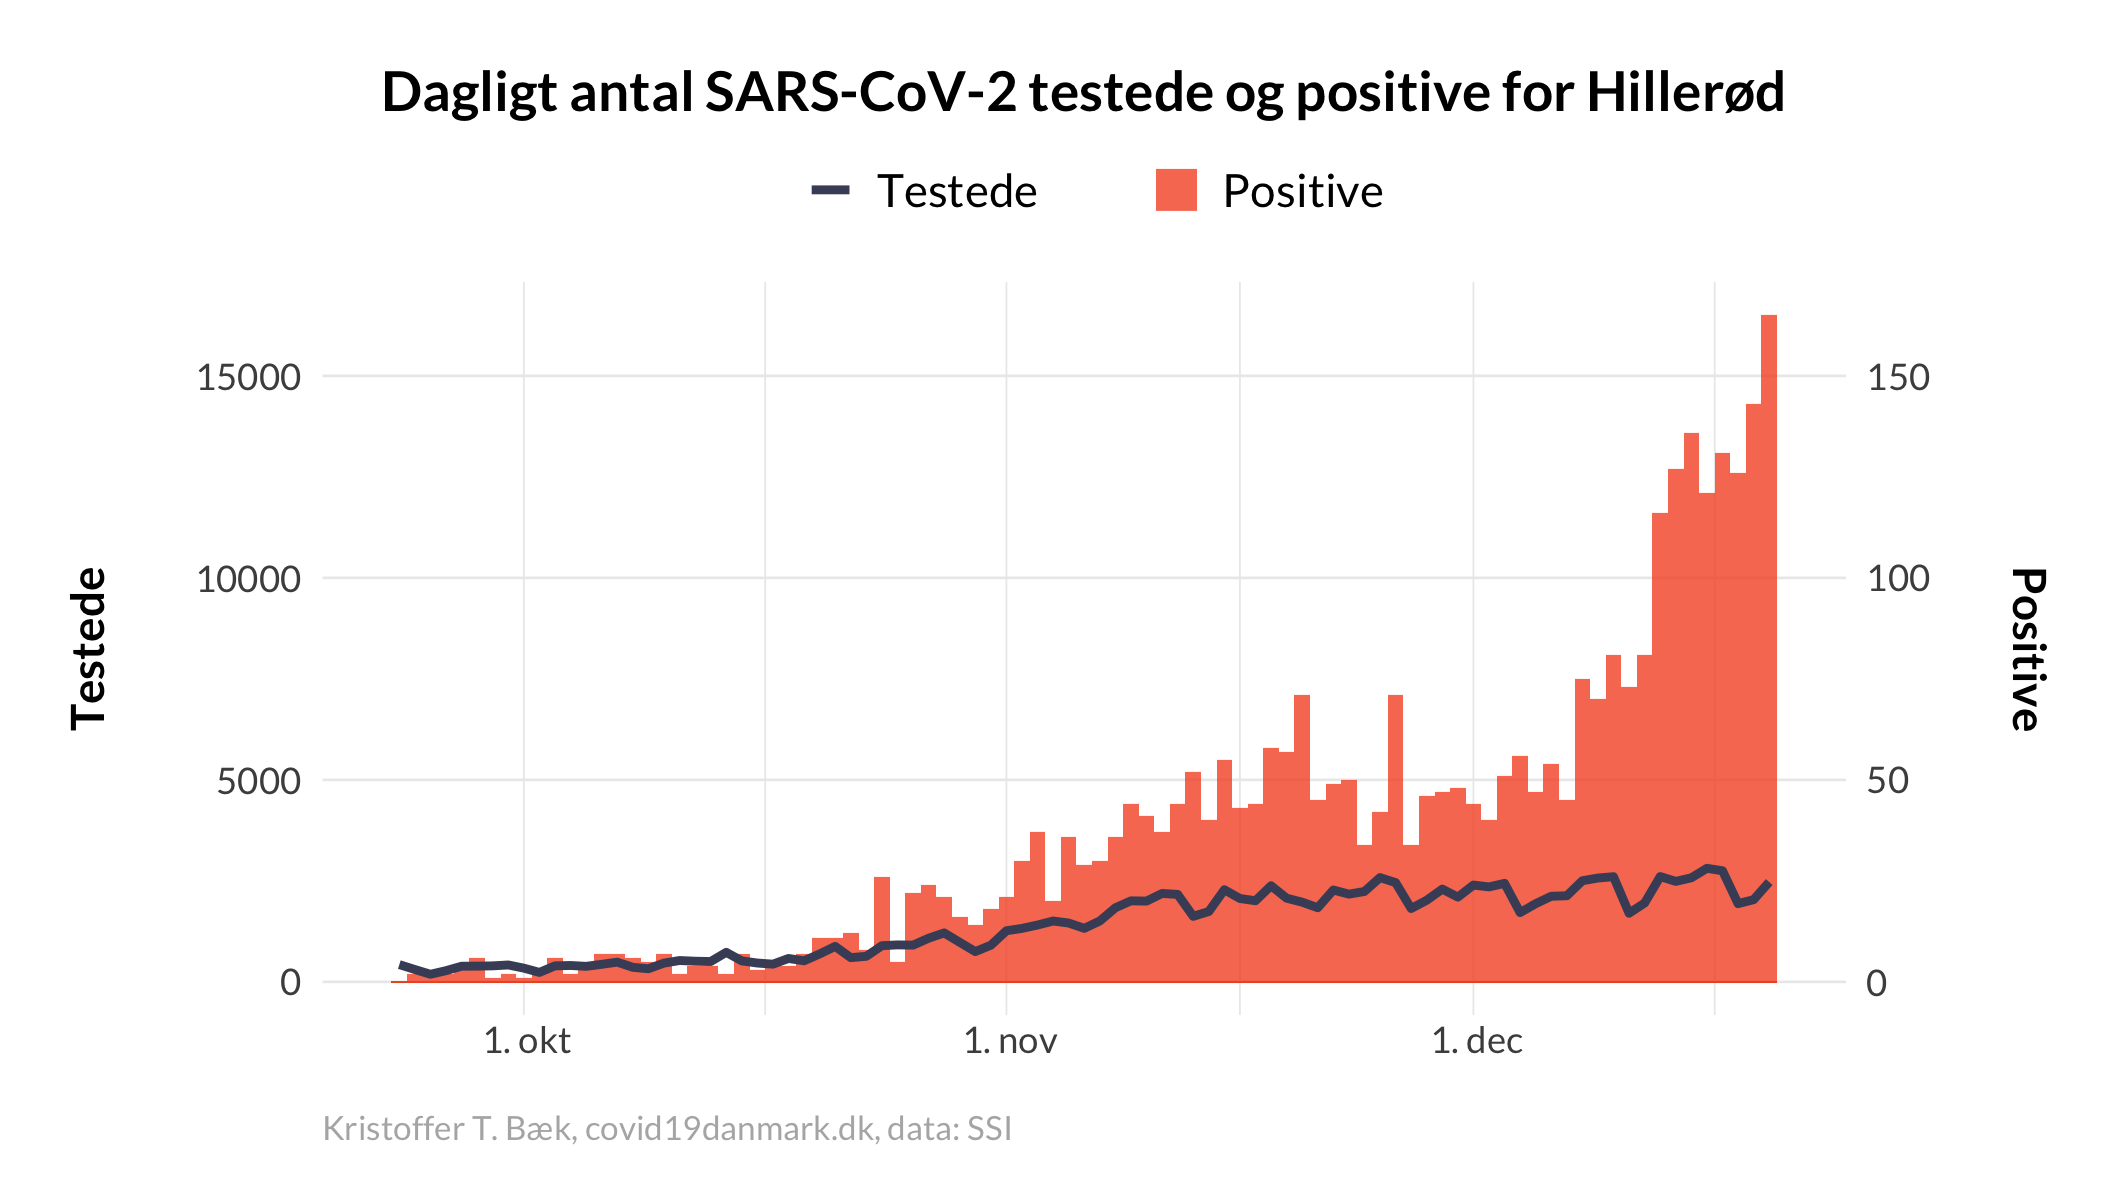 Dagligt antal SARS-CoV-2 testede og positive for Hillerød
Testede
Positive
Testede
15000
10000
5000
0
150
100
50
0
Positive
1. okt
1. nov
1. dec
Kristoffer T. Bæk, covid19danmark.dk, data: SSI